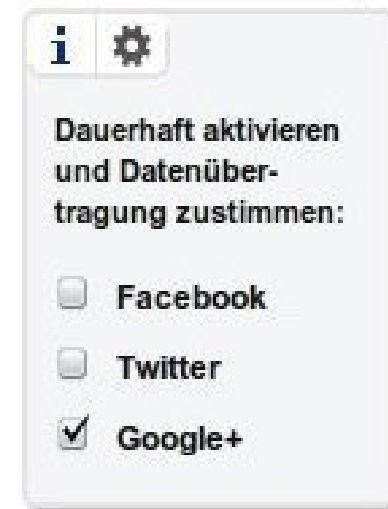 i
Dauerhaft aktivieren
und Datenüber-
tragung zustimmen:
Facebook
Twitter
Google+